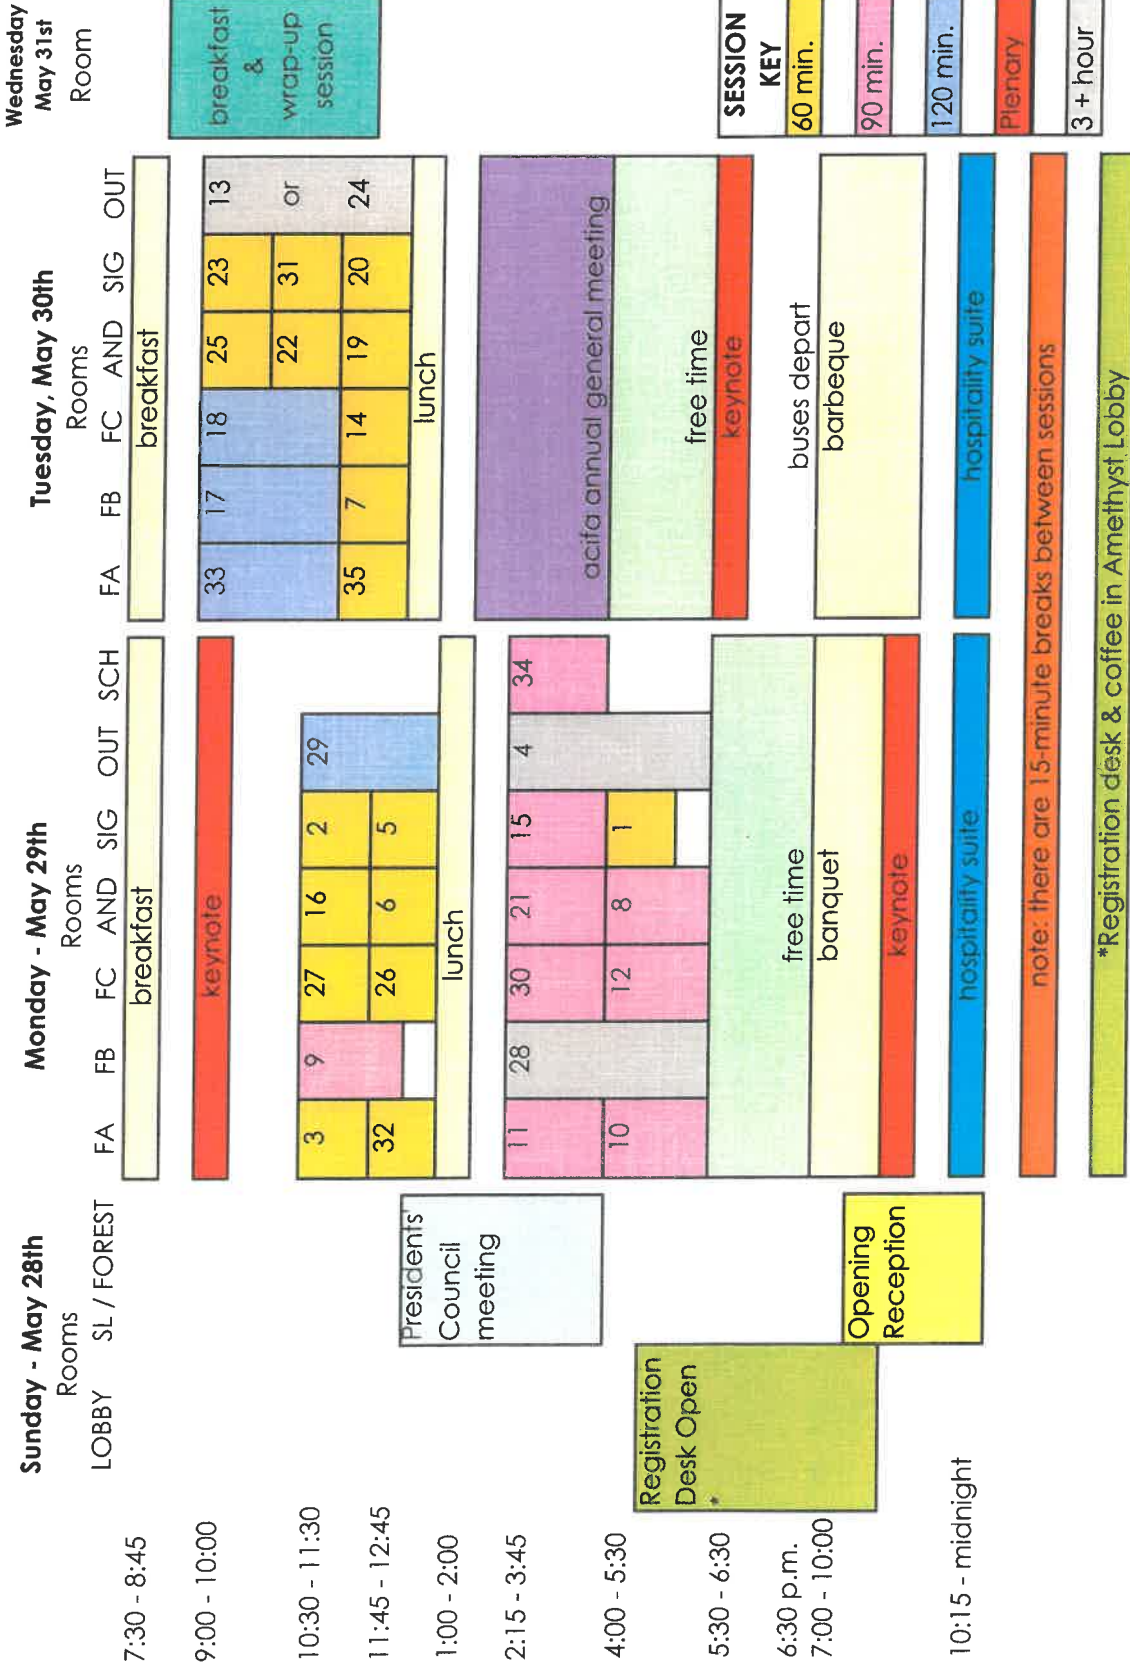 Sunday - May 28th
Rooms
LOBBY SL / FOREST
Monday - May 29th
Rooms
FA FB FC AND SIG OUT SCH
Tuesday, May 30th
Rooms
FA FB FC AND SIG OUT
Wednesday
May 31st
Room
7:30 - 8:45
breakfast
breakfast
9:00 - 10:00
keynote
33 17 18 25 23 13
breakfast
&
wrap-up
session
22 31 or
10:30 - 11:30
3 9 27 16 2 29
35 7 14 19 20 24
11:45 - 12:45
32 26 6 5
lunch
Presidents'
Council
meeting
1:00 - 2:00
lunch
2:15 - 3:45
11 28 30 21 15 4 34
acifa annual general meeting
4:00 - 5:30
10 12 8 1
Registration
Desk Open
*
free time
5:30 - 6:30
keynote
free time
6:30 p.m.
buses depart
7:00 - 10:00
banquet
barbeque
Opening
Reception
keynote
10:15 - midnight
hospitality suite
hospitality suite
note: there are 15-minute breaks between sessions
*Registration desk & coffee in Amethyst Lobby
SESSION
KEY
60 min.
90 min.
120 min.
Plenary
3 + hour